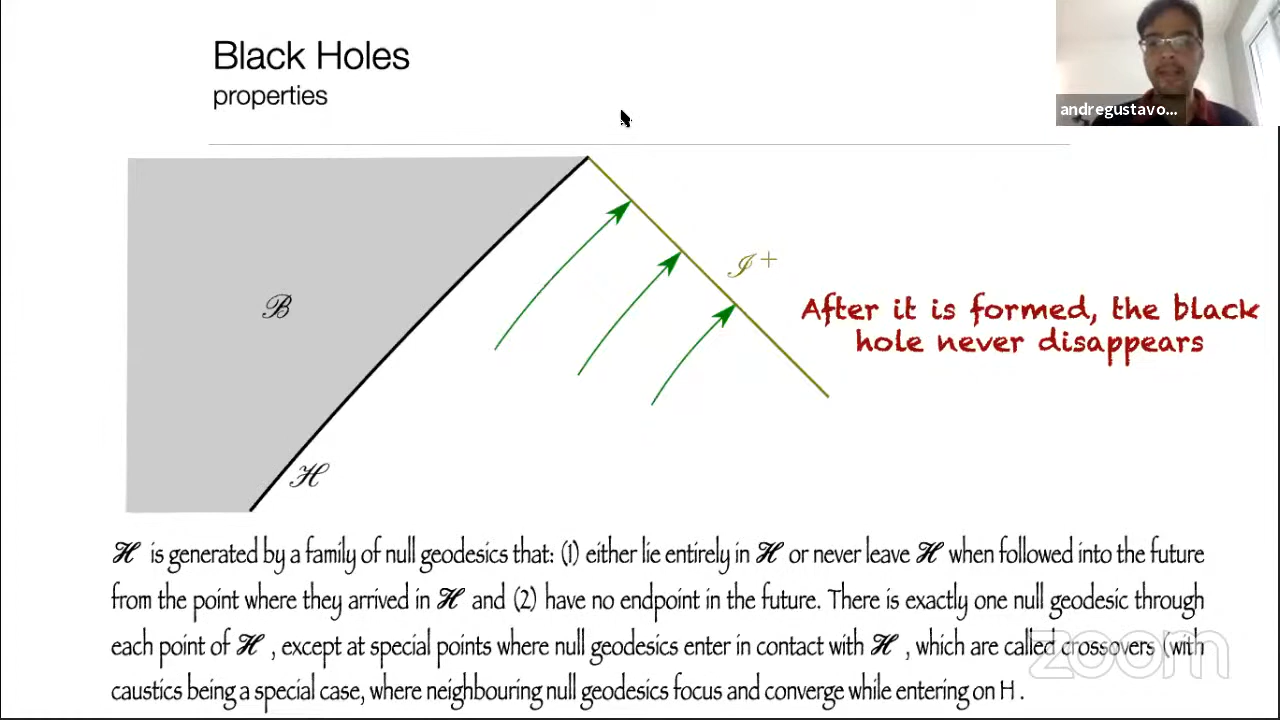 Black Holes
properties
andregustavo...
ℐ +
ℬ
After it is formed, the black
hole never disappears
ℋ
ℋ is generated by a family of null geodesics that: (1) either lie entirely in ℋ or never leave ℋ when followed into the future
from the point where they arrived in ℋ and (2) have no endpoint in the future. There is exactly one null geodesic through
each point of ℋ , except at special points where null geodesics enter in contact with ℋ , which are called crossovers (with
caustics being a special case, where neighbouring null geodesics focus and converge while entering on H .
zoom